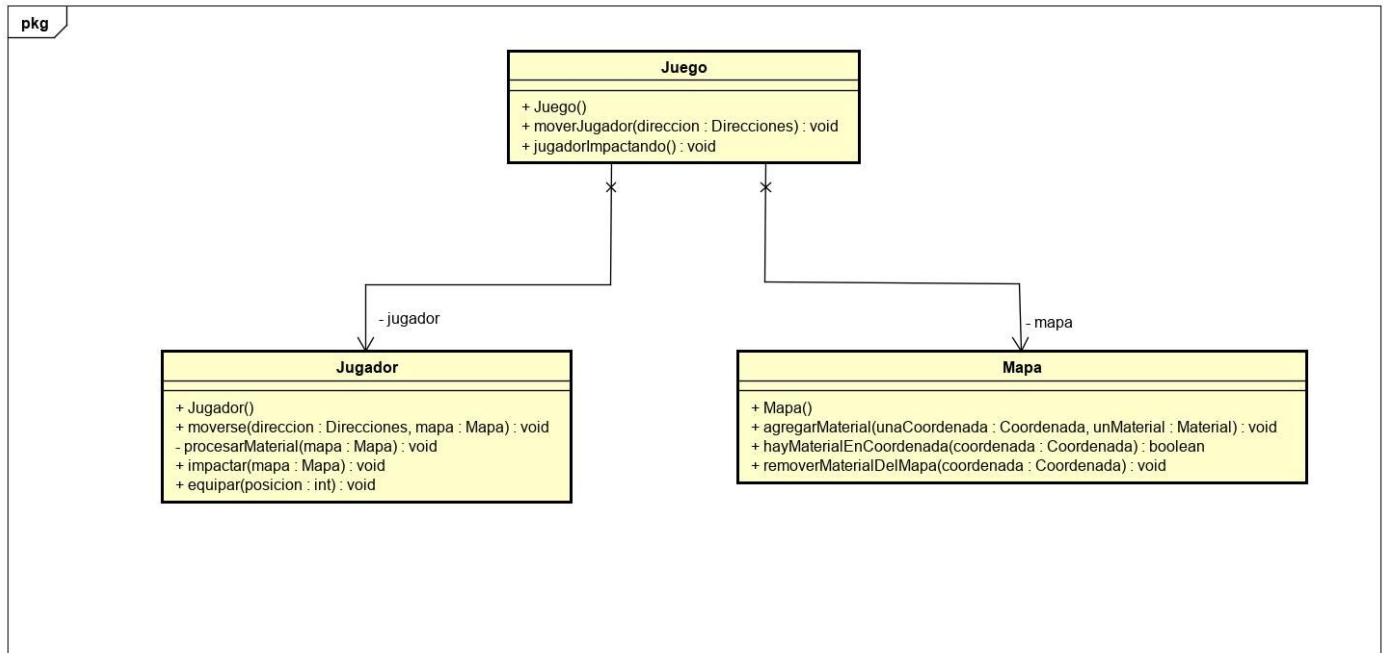 pkg
Juego
+ Juego()
+ moverJugador(direccion : Direcciones) : void
+ jugadorImpactando() : void
- jugador
- mapa
Jugador
+ Jugador()
+ moverse(direccion : Direcciones, mapa : Mapa) : void
- procesarMaterial(mapa : Mapa) : void
+ impactar(mapa : Mapa) : void
+ equipar(posicion : int) : void
Mapa
+ Mapa()
+ agregarMaterial(unaCoordenada : Coordenada, unMaterial : Material) : void
+ hayMaterialEnCoordenada(coordenada : Coordenada) : boolean
+ removerMaterialDelMapa(coordenada : Coordenada) : void